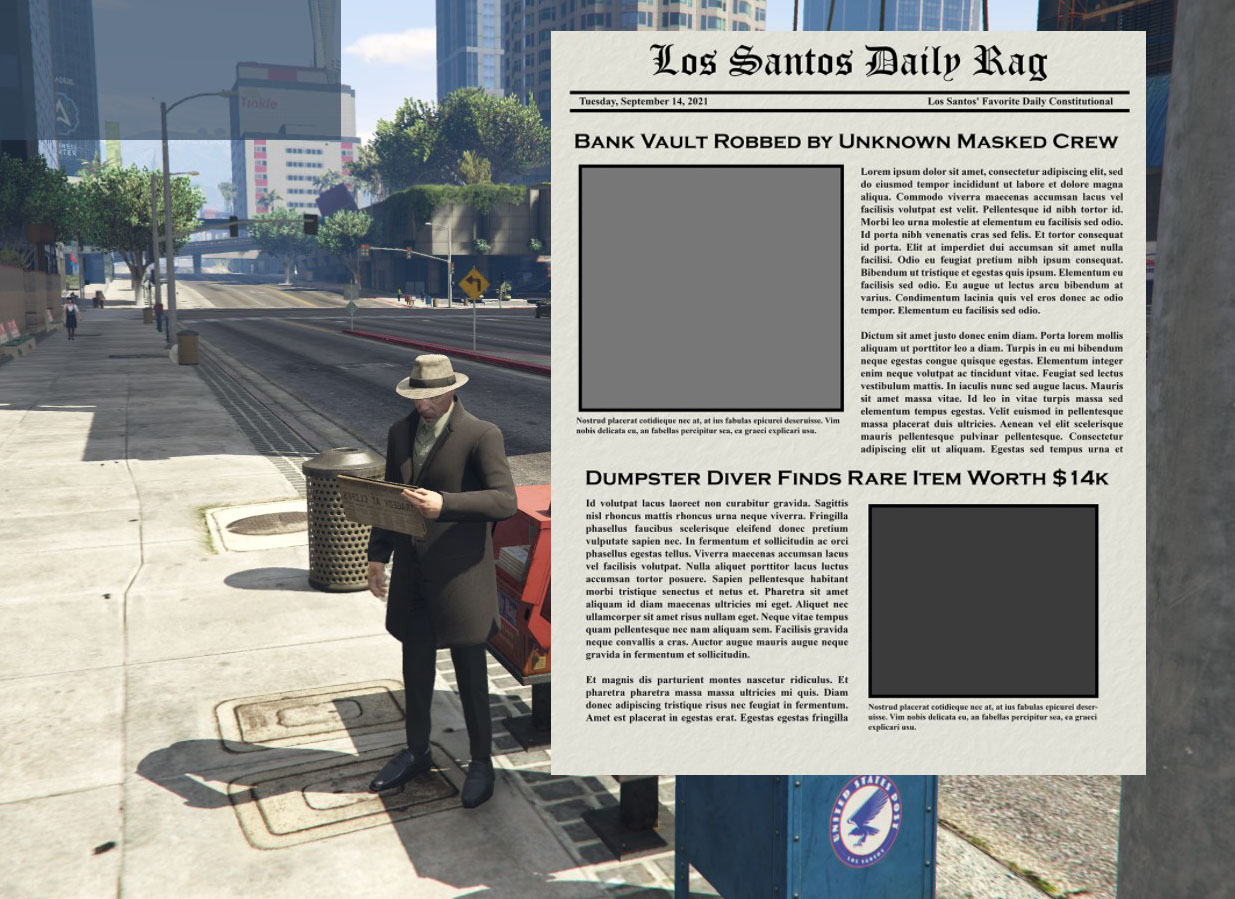 Los Santos Daily Rag
Tuesday, September 14, 2021
Los Santos' Favorite Daily Constitutional
BANK VAULT ROBBED BY UNKNOWN MASKED CREW
Lorem ipsum dolor sit amet, consectetur adipiscing elit, sed
do eiusmod tempor incididunt ut labore et dolore magna
aliqua. Commodo viverra maecenas accumsan lacus vel
facilisis volutpat est velit. Pellentesque id nibh tortor id.
Morbi leo urna molestie at elementum eu facilisis sed odio.
Id porta nibh venenatis cras sed felis. Et tortor consequat
id porta. Elit at imperdiet dui accumsan sit amet nulla
facilisi. Odio eu feugiat pretium nibh ipsum consequat.
Bibendum ut tristique et egestas quis ipsum. Elementum eu
facilisis sed odio. Eu augue ut lectus arcu bibendum at
varius. Condimentum lacinia quis vel eros donec ac odio
tempor. Elementum eu facilisis sed odio.
Dictum sit amet justo donec enim diam. Porta lorem mollis
aliquam ut porttitor leo a diam. Turpis in eu mi bibendum
neque egestas congue quisque egestas. Elementum integer
enim neque volutpat ac tincidunt vitae. Feugiat sed lectus
vestibulum mattis. In iaculis nunc sed augue lacus. Mauris
sit amet massa vitae. Id leo in vitae turpis massa sed
elementum tempus egestas. Velit euismod in pellentesque
massa placerat duis ultricies. Aenean vel elit scelerisque
mauris pellentesque pulvinar pellentesque. Consectetur
adipiscing elit ut aliquam. Egestas sed tempus urna et
Nostrud placerat cotidieque nec at, at ius fabulas epicurei deseruisse. Vim
nobis delicata eu, an fabellas percipitur sea, ea graeci explicari usu.
DUMPSTER DIVER FINDS RARE ITEM WORTH $14K
Id volutpat lacus laoreet non curabitur gravida. Sagittis
nisl rhoncus mattis rhoncus urna neque viverra. Fringilla
phasellus faucibus scelerisque eleifend donec pretium
vulputate sapien nec. In fermentum et sollicitudin ac orci
phasellus egestas tellus. Viverra maecenas accumsan lacus
vel facilisis volutpat. Nulla aliquet porttitor lacus luctus
accumsan tortor posuere. Sapien pellentesque habitant
morbi tristique senectus et netus et. Pharetra sit amet
aliquam id diam maecenas ultricies mi eget. Aliquet nec
ullamcorper sit amet risus nullam eget. Neque vitae tempus
quam pellentesque nec nam aliquam sem. Facilisis gravida
neque convallis a cras. Auctor augue mauris augue neque
gravida in fermentum et sollicitudin.
Et magnis dis parturient montes nascetur ridiculus. Et
pharetra pharetra massa massa ultricies mi quis. Diam
donec adipiscing tristique risus nec feugiat in fermentum.
Amet est placerat in egestas erat. Egestas egestas fringilla
Nostrud placerat cotidieque nec at, at ius fabulas epicurei deser-
uisse. Vim nobis delicata eu, an fabellas percipitur sea, ea graeci
explicari usu.
Tinkle
UNITED STATES POST
LOS SANTOS